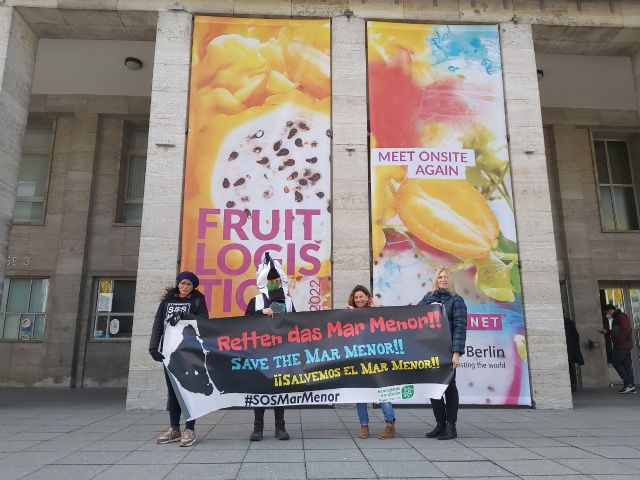 FRUIT
LOGIS
TIC
2022
MEET ONSITE
AGAIN
NET
Berlin
S.O.S
Retten das Mar Menor!!
SAVE THE MAR MENOR!!
¡¡SALVEMOS EL MAR MENOR!!
#SOSMarMenor